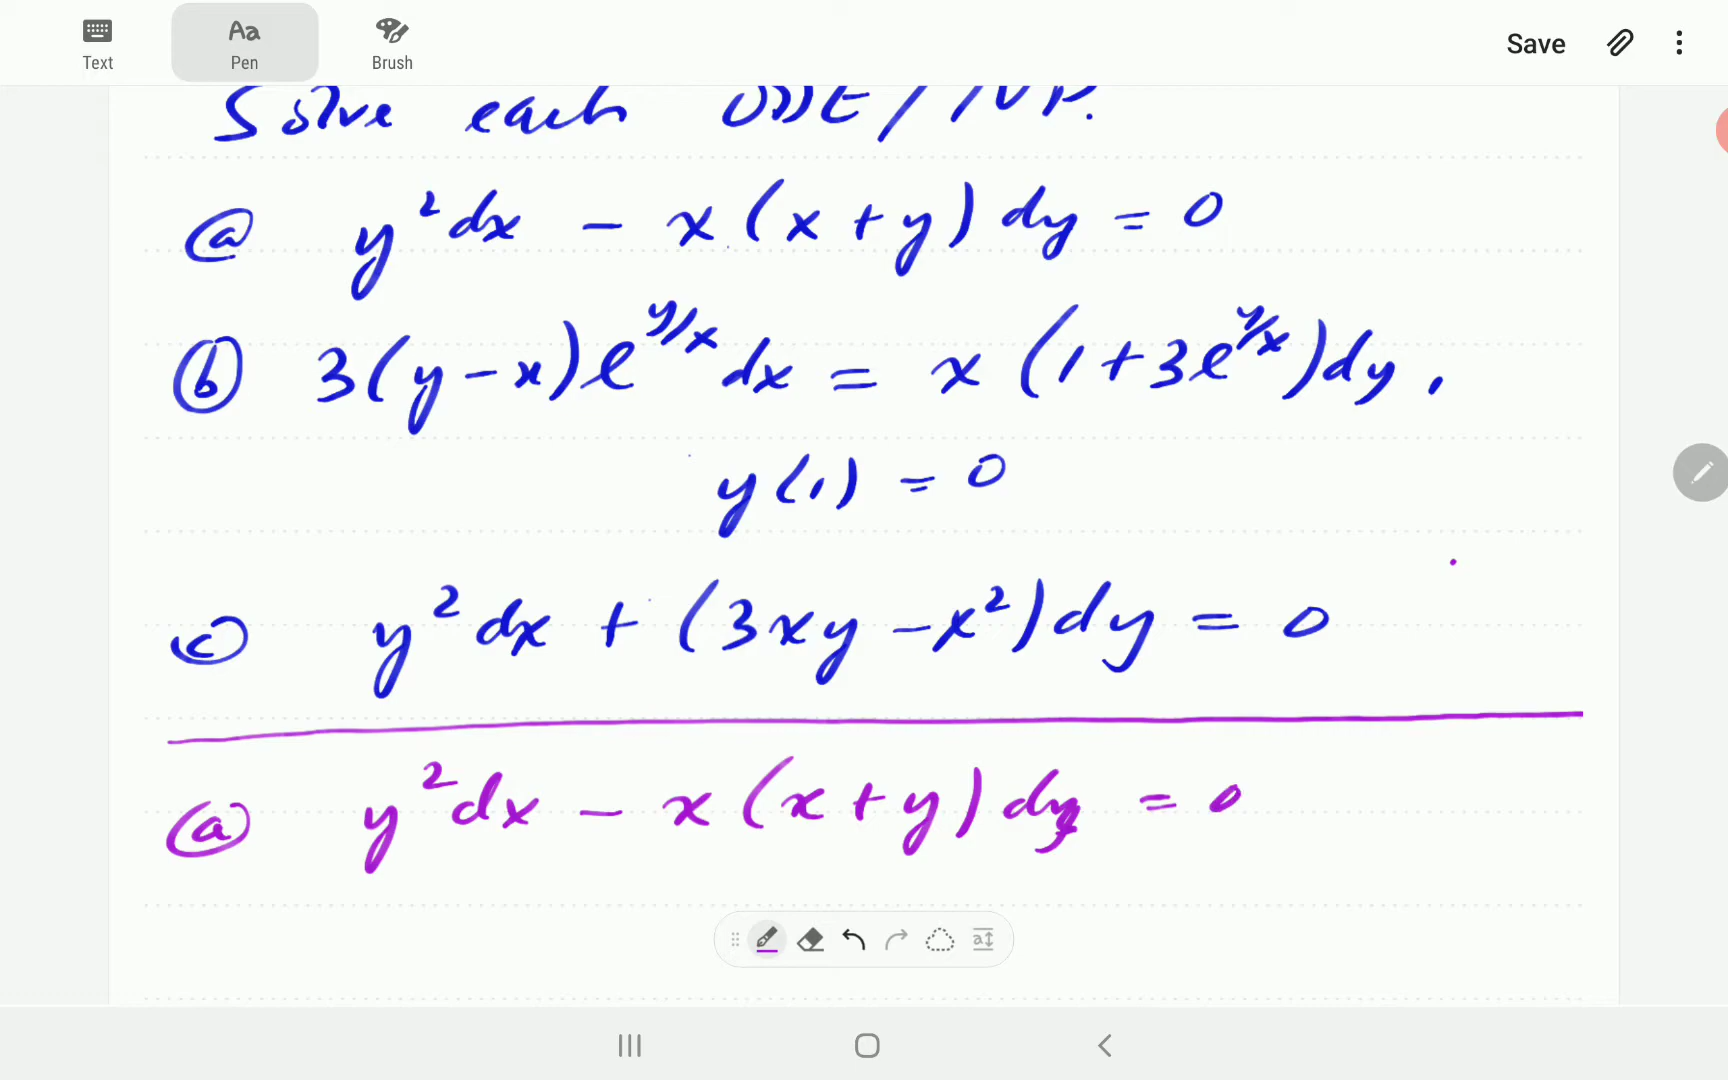 Text
Aa
Pen
Brush
Save
Solve each ODE/IVP.
ⓐ y²dx - x(x+y)dy = 0
ⓑ 3(y-x)e^{y/x}dx = x(1+3e^{y/x})dy,
y(1) = 0
ⓒ y²dx + (3xy-x²)dy = 0
ⓐ y²dx - x(x+y)dy = 0